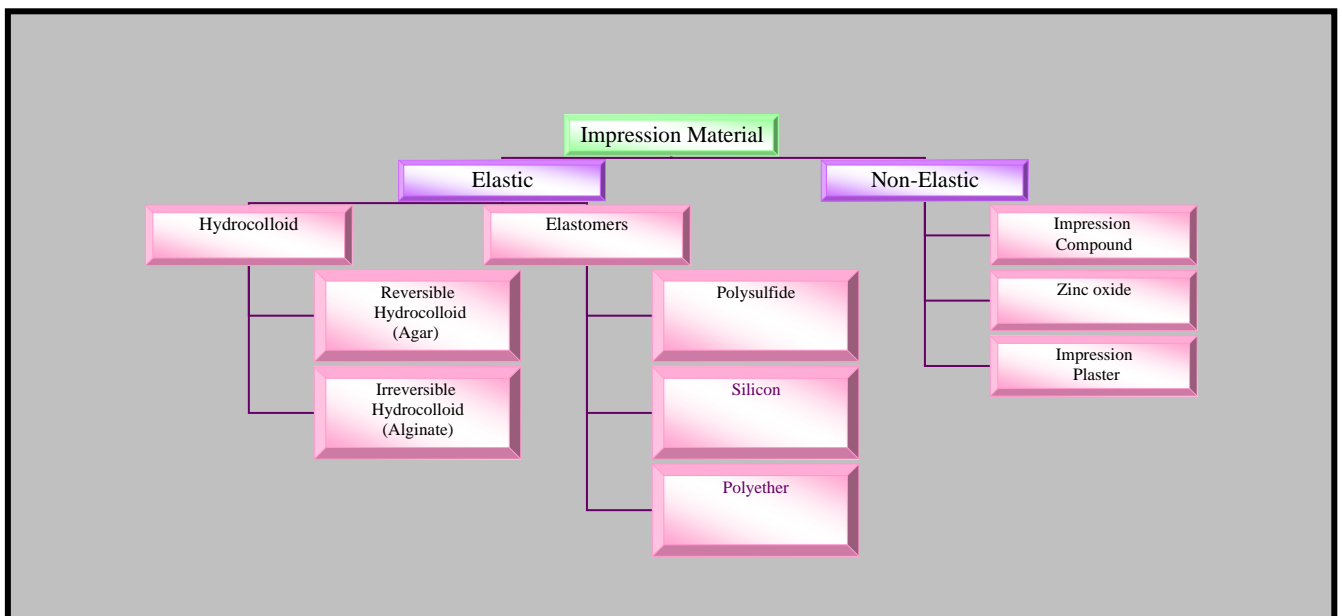 Impression Material
Elastic
Non-Elastic
Hydrocolloid
Elastomers
Impression
Compound
Reversible
Hydrocolloid
(Agar)
Polysulfide
Zinc oxide
Irreversible
Hydrocolloid
(Alginate)
Silicon
Impression
Plaster
Polyether